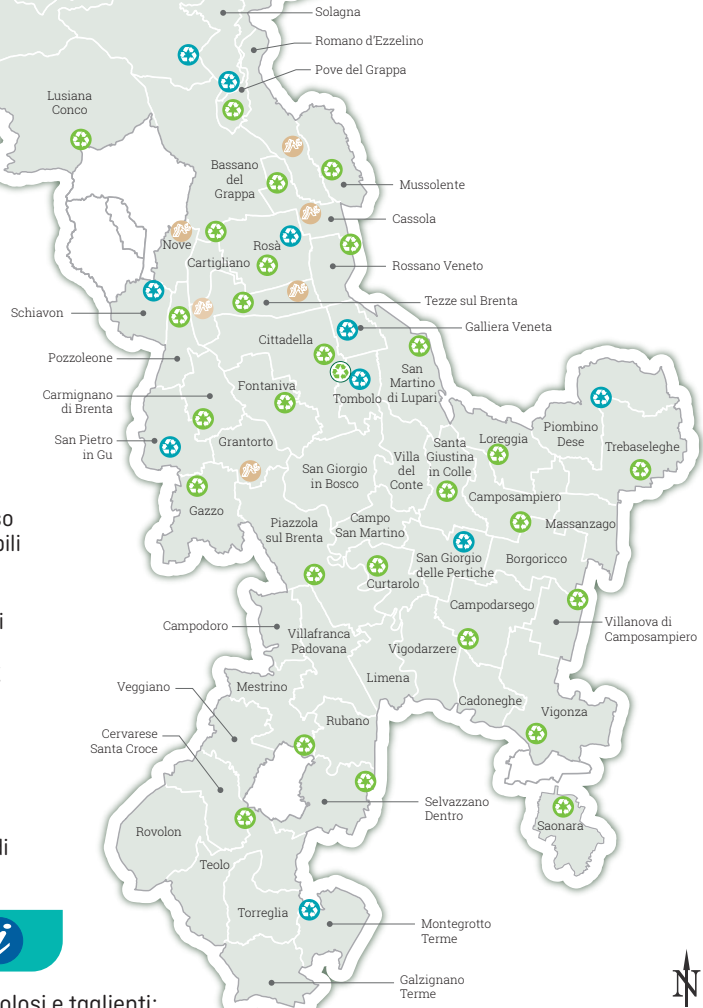 Solagna
Romano d'Ezzelino
Pove del Grappa
Lusiana
Conco
Bassano
del
Grappa
Mussolente
Cassola
Nove
Rosà
Cartigliano
Rossano Veneto
Tezze sul Brenta
Schiavon
Galliera Veneta
Cittadella
Pozzoleone
San
Martino
di Lupari
Fontaniva
Tombolo
Carmignano
di Brenta
Grantorto
San Pietro
in Gu
Piombino
Dese
Loreggia
Trebaseleghe
Santa
Giustina
in Colle
Villa
del
Conte
San Giorgio
in Bosco
Camposampiero
Gazzo
Piazzola
sul Brenta
Campo
San Martino
Massanzago
San Giorgio
delle Pertiche
Borgoricco
Curtarolo
Campodarsego
Villanova di
Camposampiero
Campodoro
Villafranca
Padovana
Vigodarzere
Limena
Veggiano
Mestrino
Cadoneghe
Vigonza
Rubano
Cervarese
Santa Croce
Selvazzano
Dentro
Saonara
Rovolon
Teolo
Torreglia
Montegrotto
Terme
Galzignano
Terme
N
so
bili
i
di
i
olosi e taglienti: